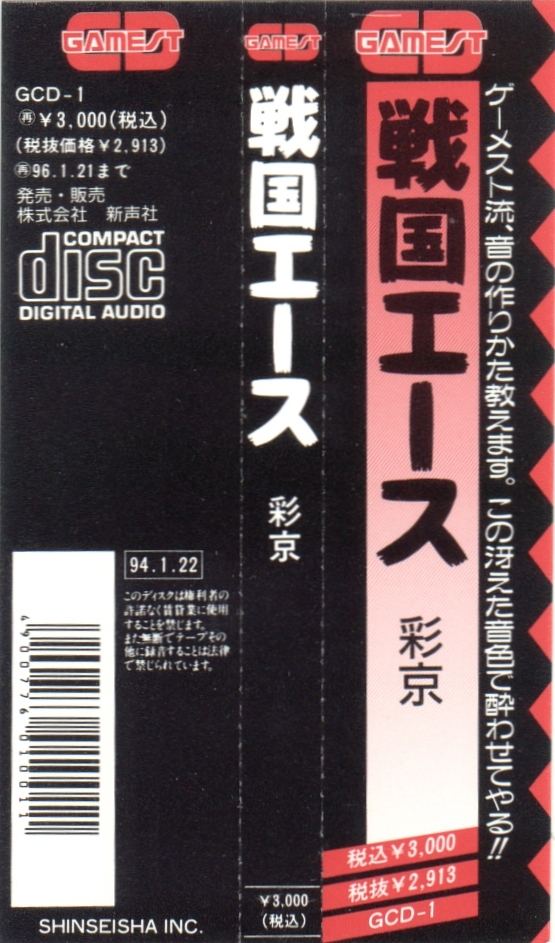 GAMEST
GCD-1
再￥3,000(税込)
(税抜価格￥2,913)
再96.1.21まで
発売・販売
株式会社 新声社
COMPACT
disc
DIGITAL AUDIO
94.1.22
このディスクは権利者の
許諾なく賃貸業に使用
することを禁じます。
また無断でテープその
他に録音することは法律
で禁じられています。
4900776010011
SHINSEISHA INC.
GAMEST
戦国エース
彩京
￥3,000
(税込)
GAMEST
ゲーメスト流、音の作りかた教えます。この冴えた音色で酔わせてやる!!
戦国エース
彩京
税込￥3,000
税抜￥2,913
GCD-1